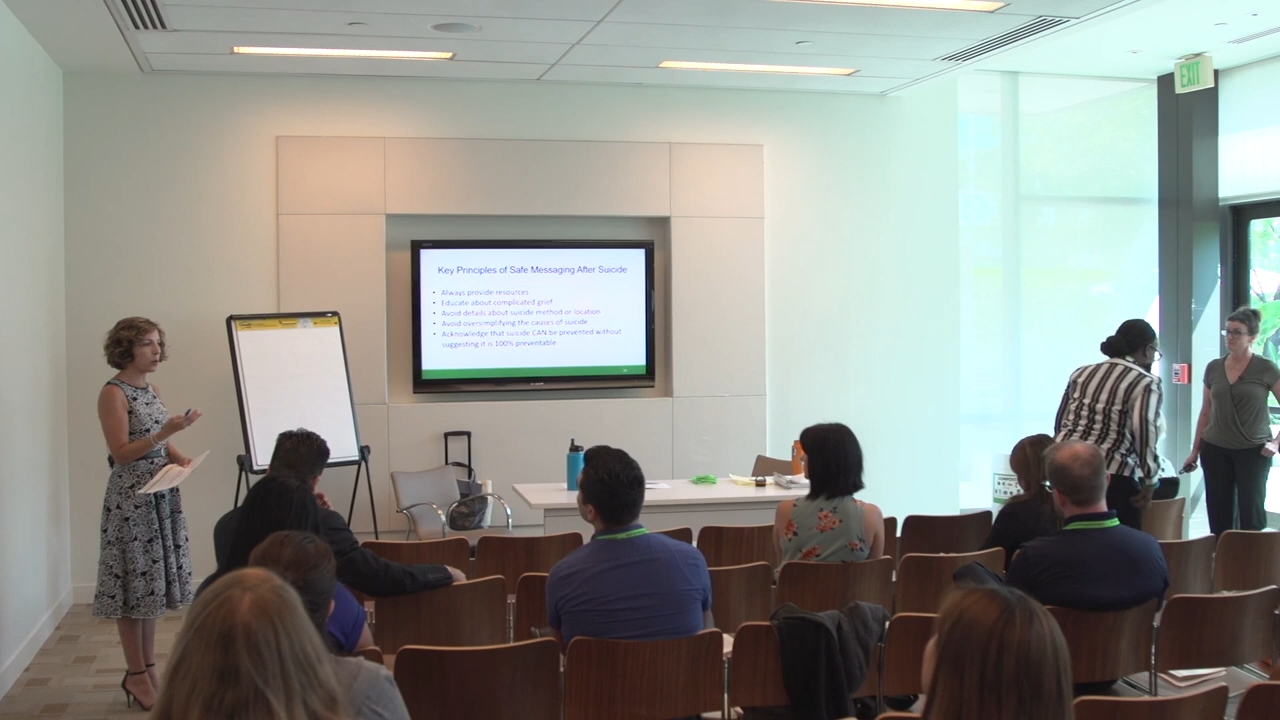 EXIT
Key Principles of Safe Messaging After Suicide
• Always provide resources
• Educate about complicated grief
• Avoid details about suicide method or location
• Avoid oversimplifying the causes of suicide
• Acknowledge that suicide CAN be prevented without
suggesting it is 100% preventable